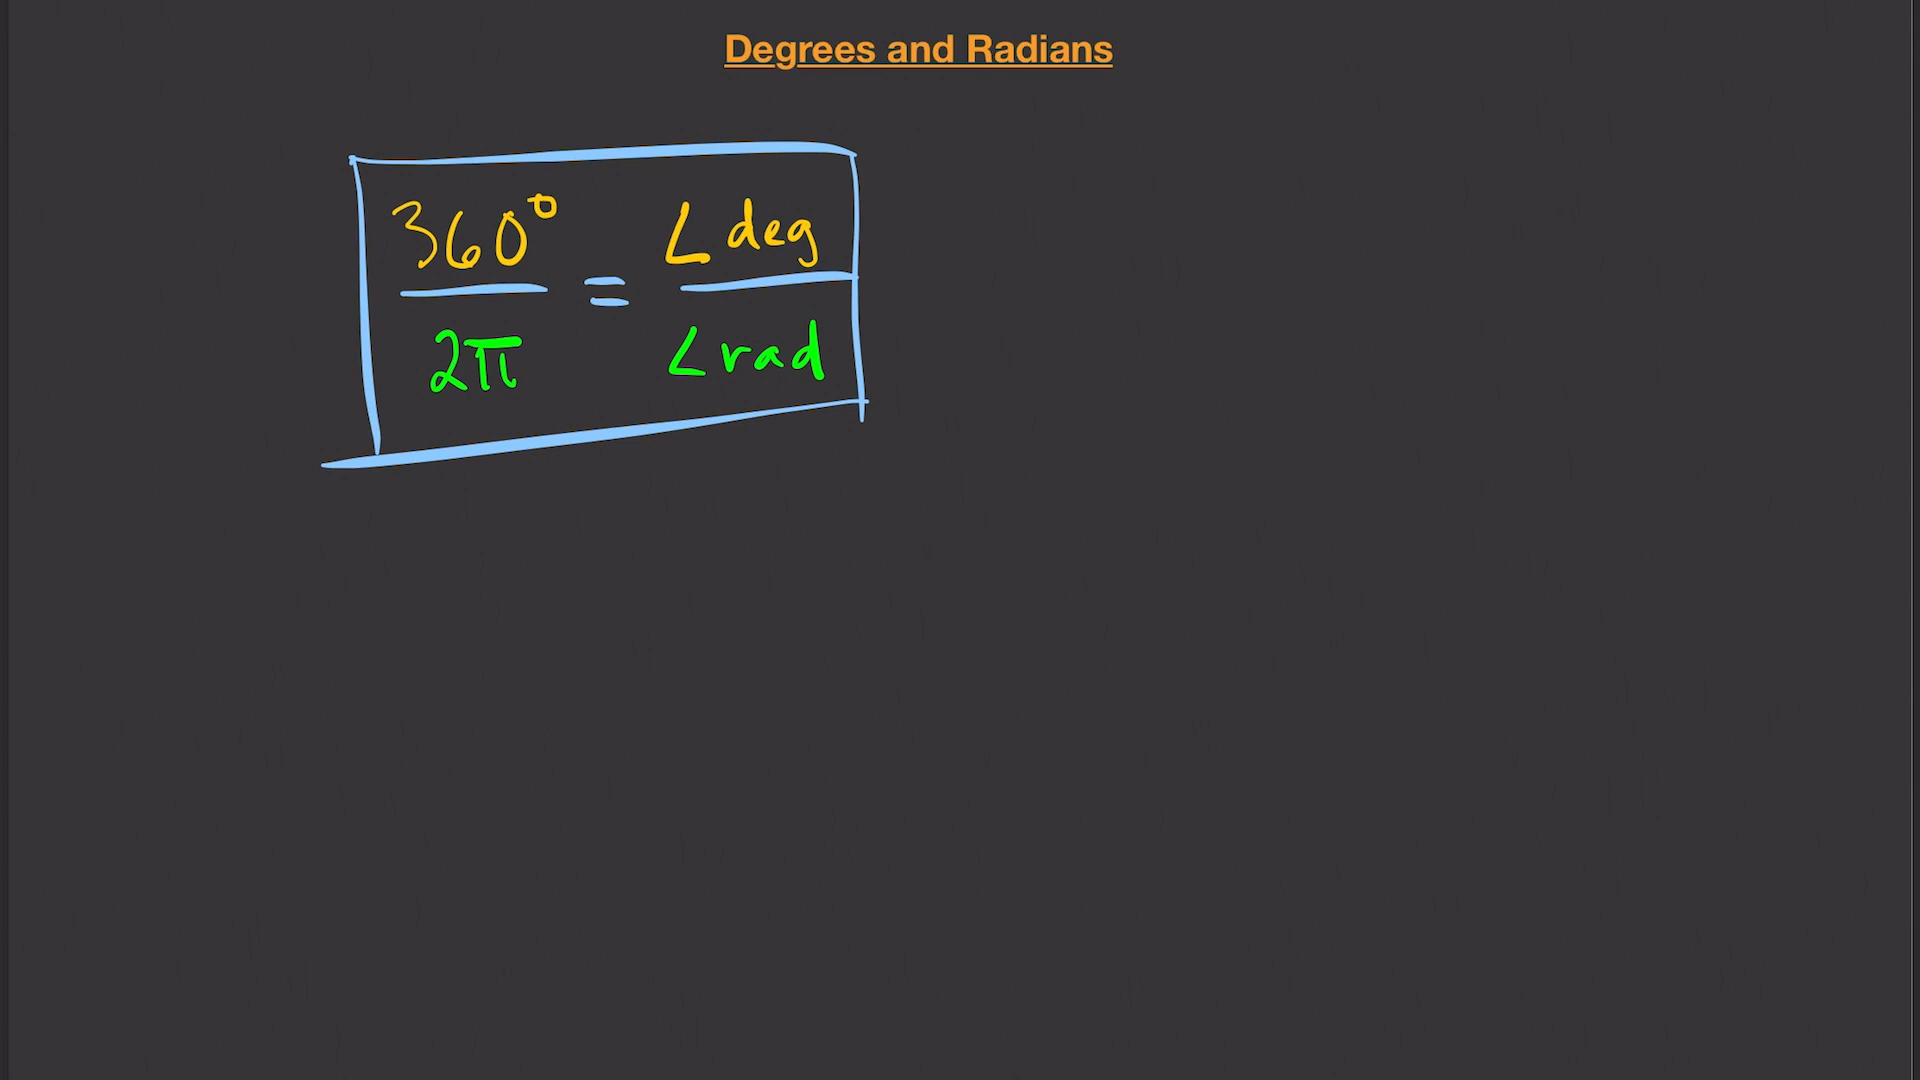 Degrees and Radians
360° = ∠ deg
2π ∠ rad